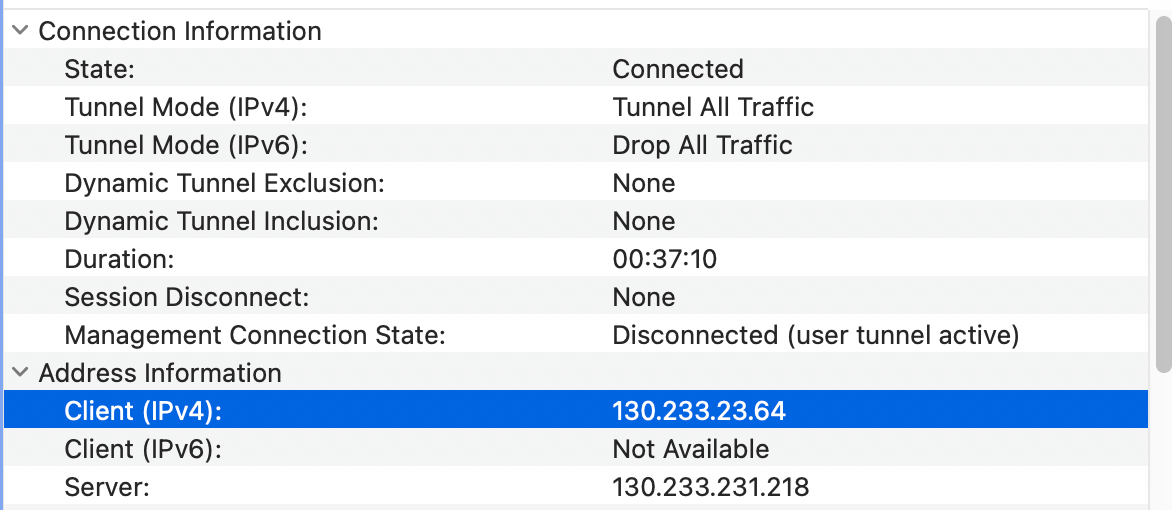 Connection Information
State: Connected
Tunnel Mode (IPv4): Tunnel All Traffic
Tunnel Mode (IPv6): Drop All Traffic
Dynamic Tunnel Exclusion: None
Dynamic Tunnel Inclusion: None
Duration: 00:37:10
Session Disconnect: None
Management Connection State: Disconnected (user tunnel active)
Address Information
Client (IPv4): 130.233.23.64
Client (IPv6): Not Available
Server: 130.233.231.218